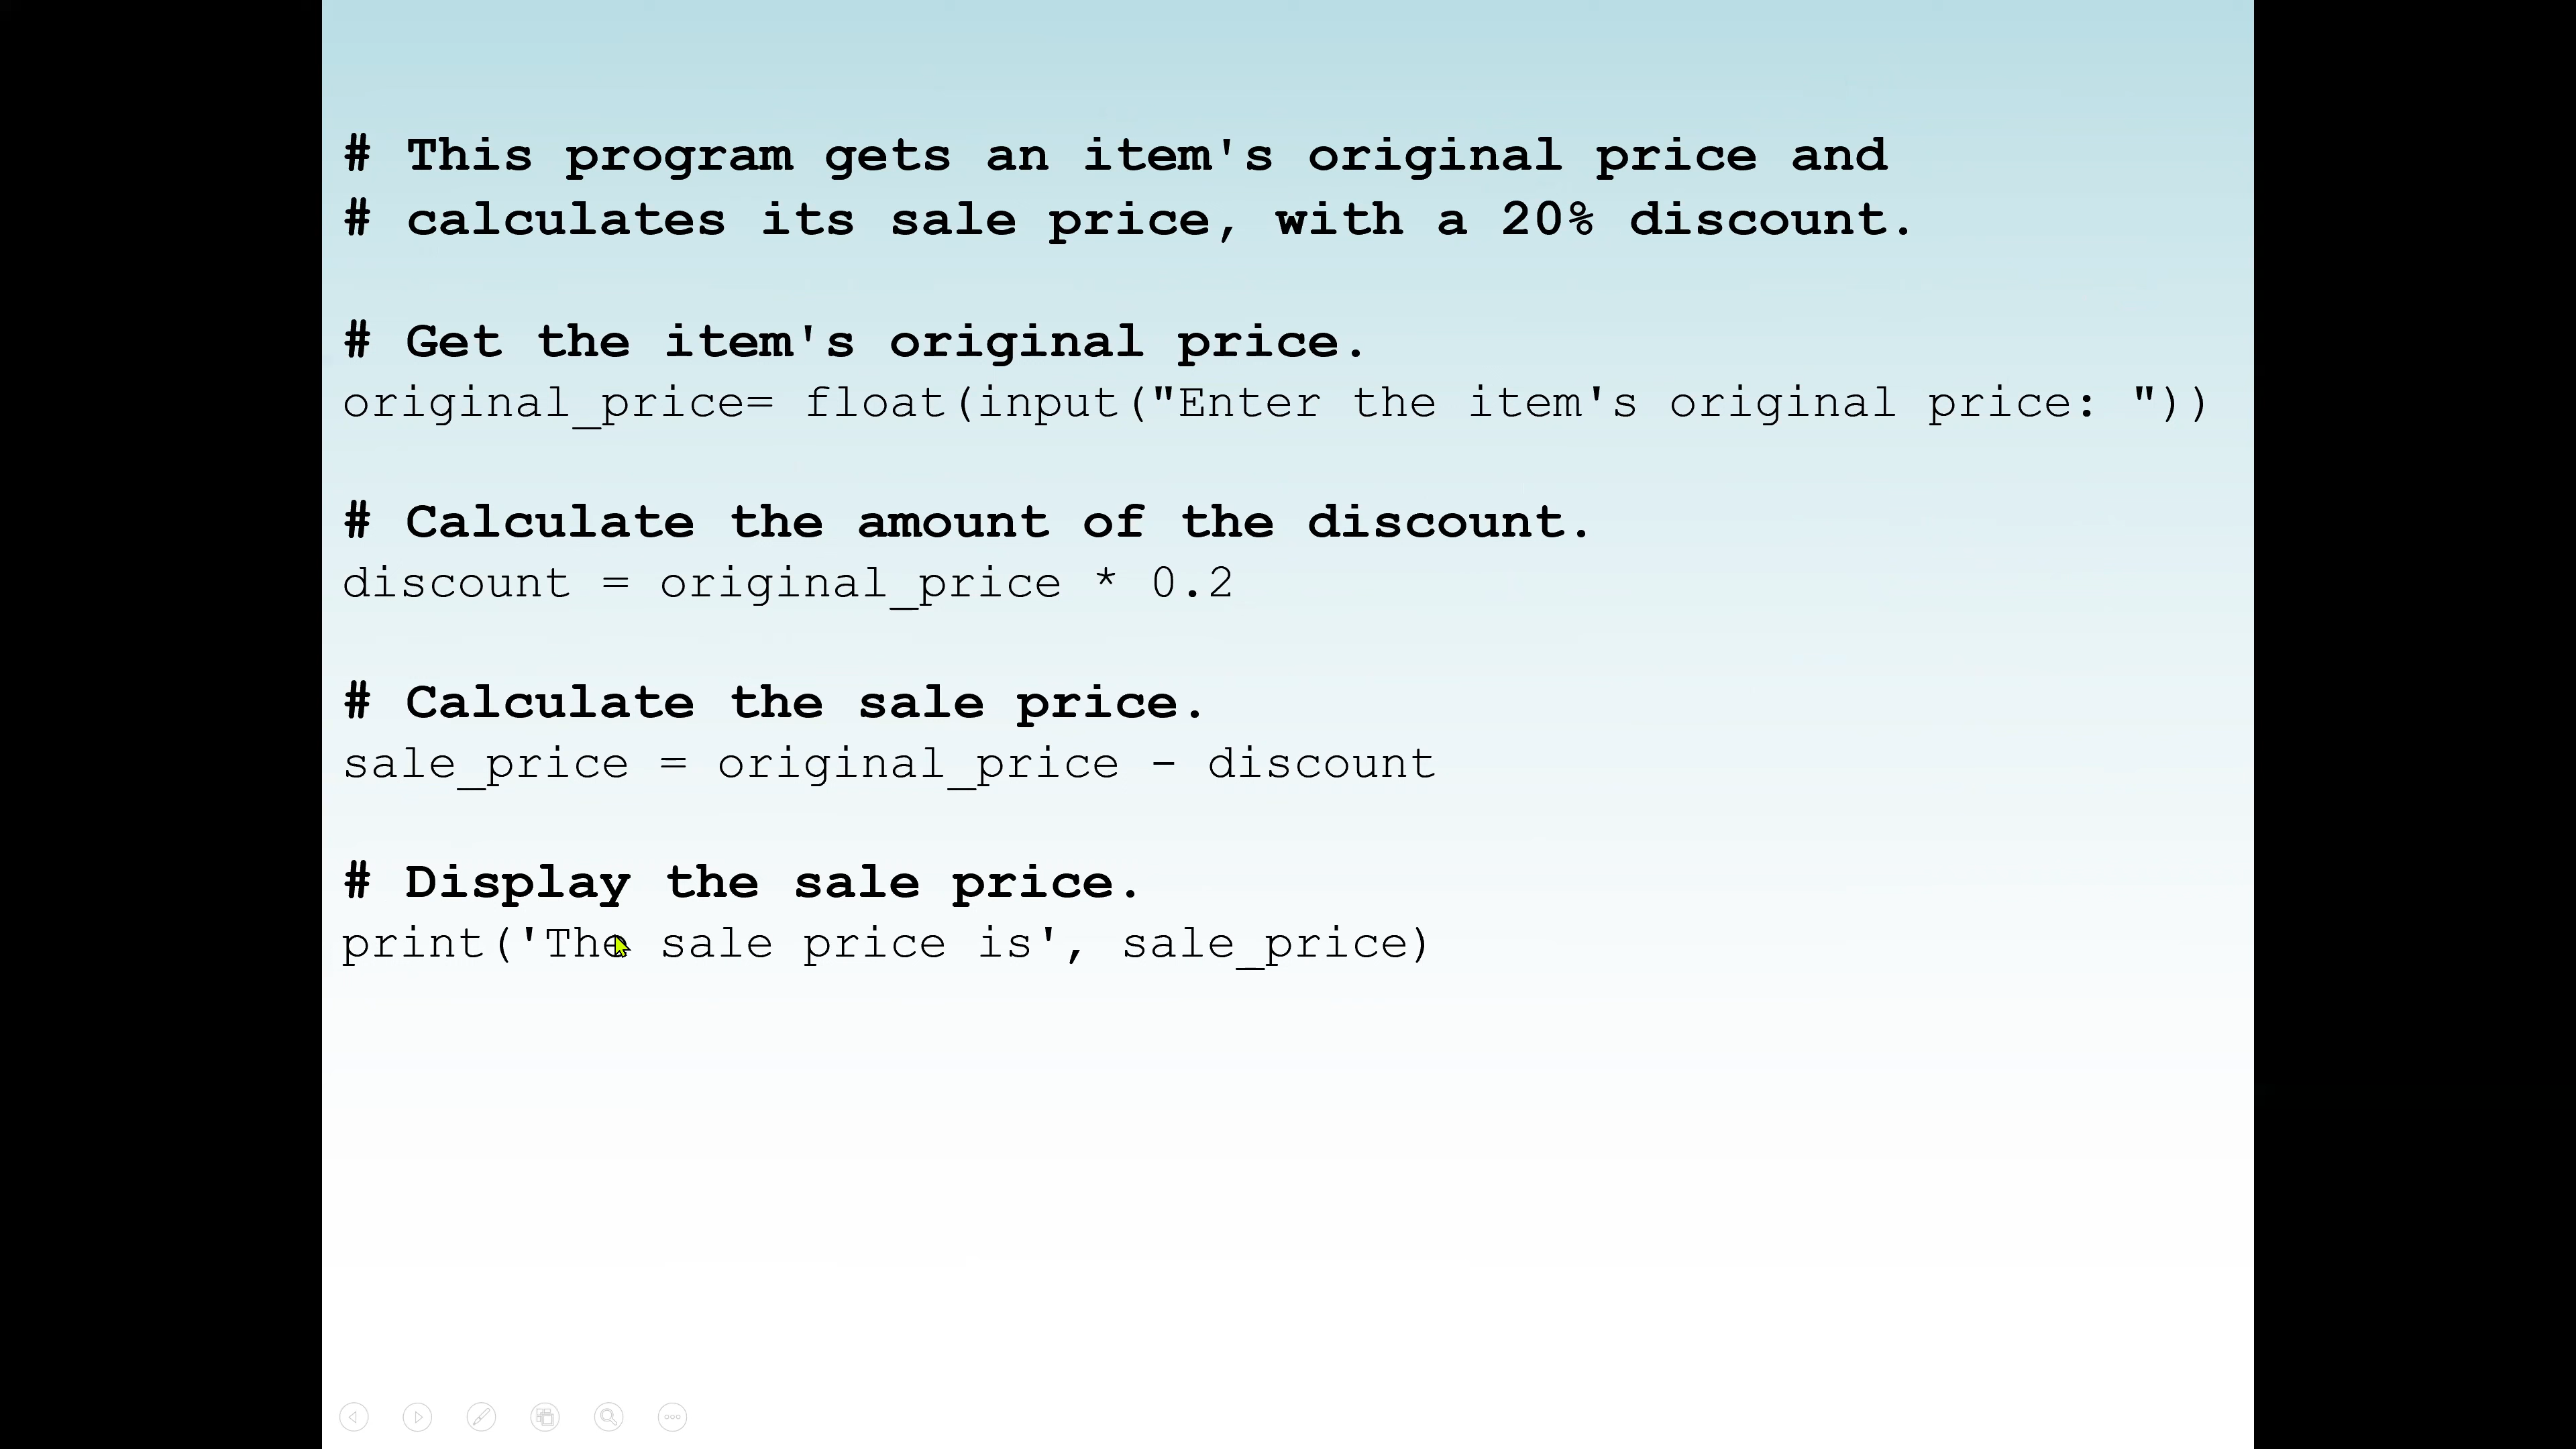 # This program gets an item's original price and
# calculates its sale price, with a 20% discount.
# Get the item's original price.
original_price= float(input("Enter the item's original price: "))
# Calculate the amount of the discount.
discount = original_price * 0.2
# Calculate the sale price.
sale_price = original_price - discount
# Display the sale price.
print('The sale price is', sale_price)